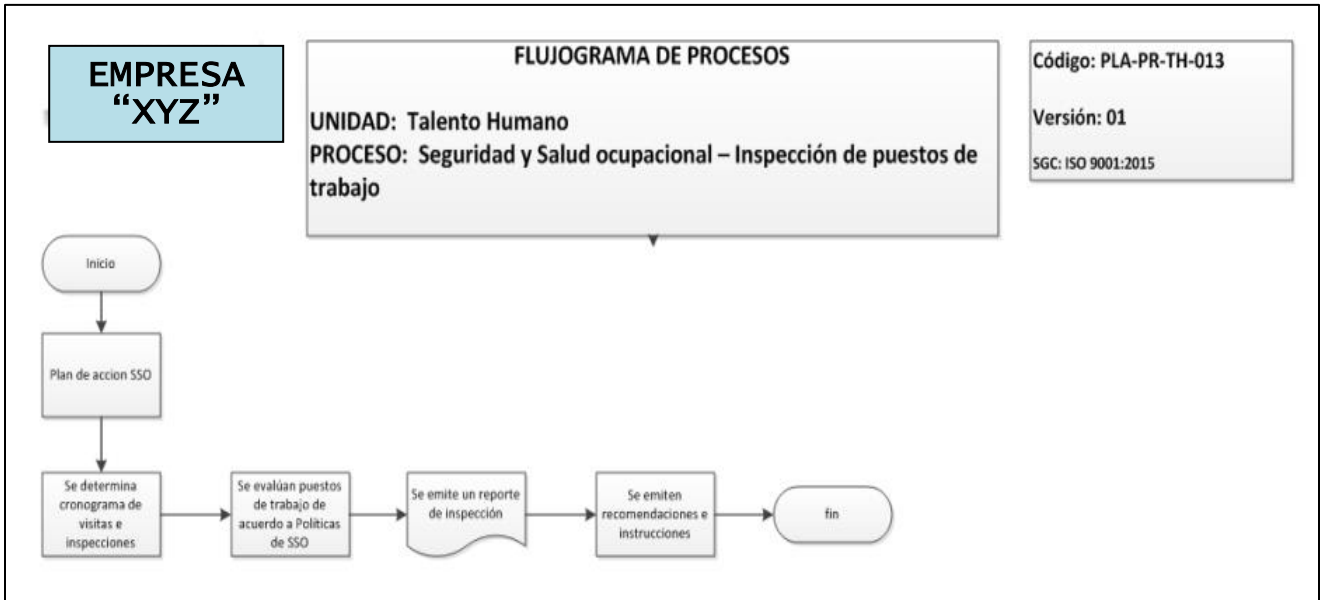 EMPRESA
“XYZ”
FLUJOGRAMA DE PROCESOS
UNIDAD: Talento Humano
PROCESO: Seguridad y Salud ocupacional – Inspección de puestos de
trabajo
Código: PLA-PR-TH-013
Versión: 01
SGC: ISO 9001:2015
Inicio
Plan de accion SSO
Se determina
cronograma de
visitas e
inspecciones
Se evalúan puestos
de trabajo de
acuerdo a Políticas
de SSO
Se emite un reporte
de inspección
Se emiten
recomendaciones e
instrucciones
fin